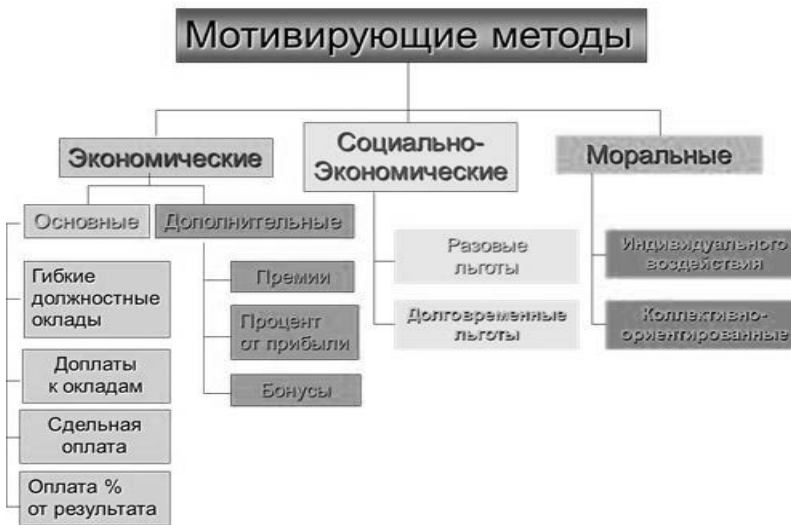 Мотивирующие методы
Экономические
Социально-
Экономические
Моральные
Основные
Дополнительные
Гибкие
должностные
оклады
Доплаты
к окладам
Сдельная
оплата
Оплата %
от результата
Премии
Процент
от прибыли
Бонусы
Разовые
льготы
Долговременные
льготы
Индивидуального
воздействия
Коллективно-
ориентированные